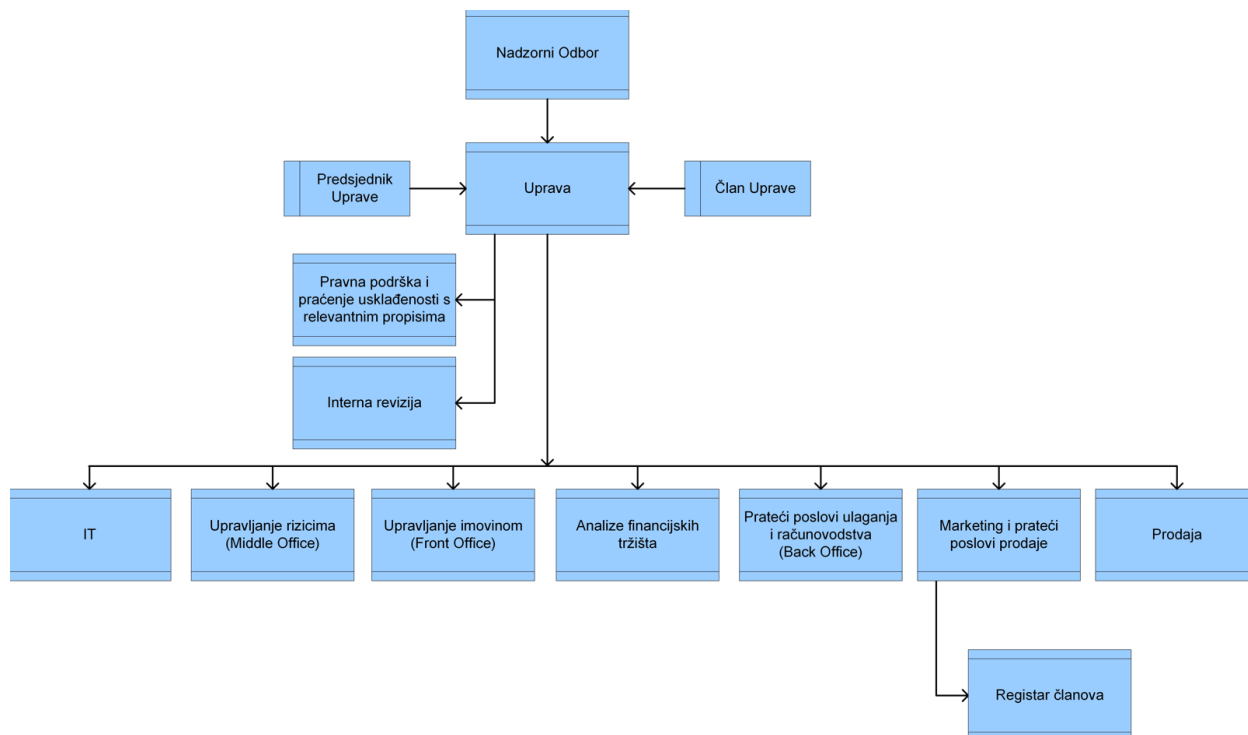 Nadzorni Odbor
Predsjednik
Uprave
Uprava
Član Uprave
Pravna podrška i
praćenje usklađenosti s
relevantnim propisima
Interna revizija
IT
Upravljanje rizicima
(Middle Office)
Upravljanje imovinom
(Front Office)
Analize financijskih
tržišta
Prateći poslovi ulaganja
i računovodstva
(Back Office)
Marketing i prateći
poslovi prodaje
Prodaja
Registar članova